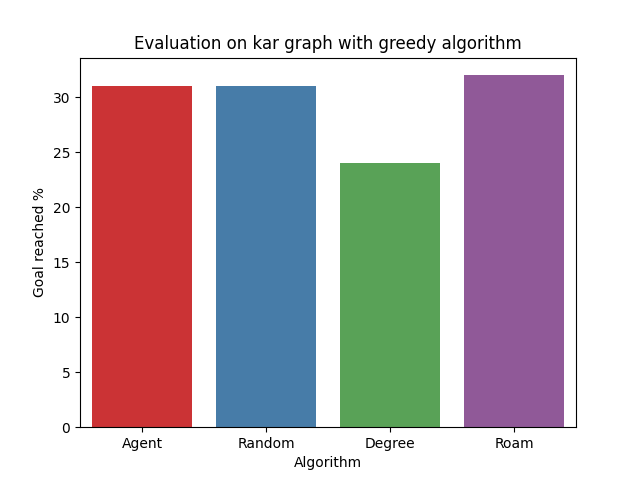 Evaluation on kar graph with greedy algorithm
Goal reached %
30
25
20
15
10
5
0
Agent Random Degree Roam
Algorithm